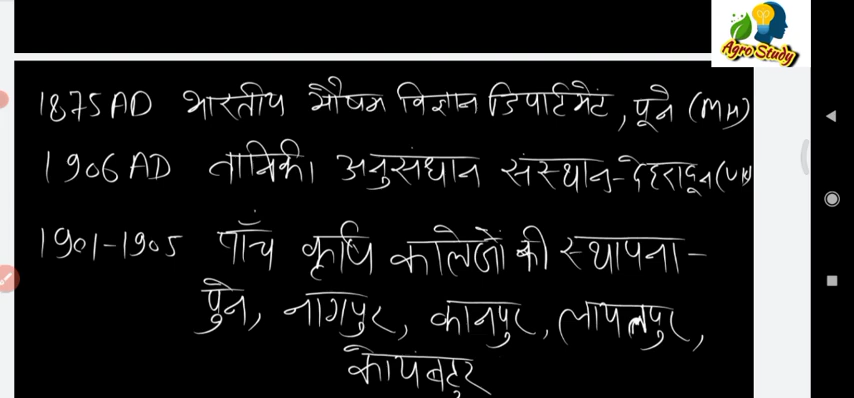 Agro Study
1875 AD भारतीय मौषम विज्ञान डिपार्टमेंट, पूने (MH)
1906 AD वानिकी अनुसंधान संस्थान-देहरादून (UK)
1901-1905 पाँच कृषि कालेजों की स्थापना-
पुने, नागपुर, कानपुर, लायलपुर,
कोयंबटुर